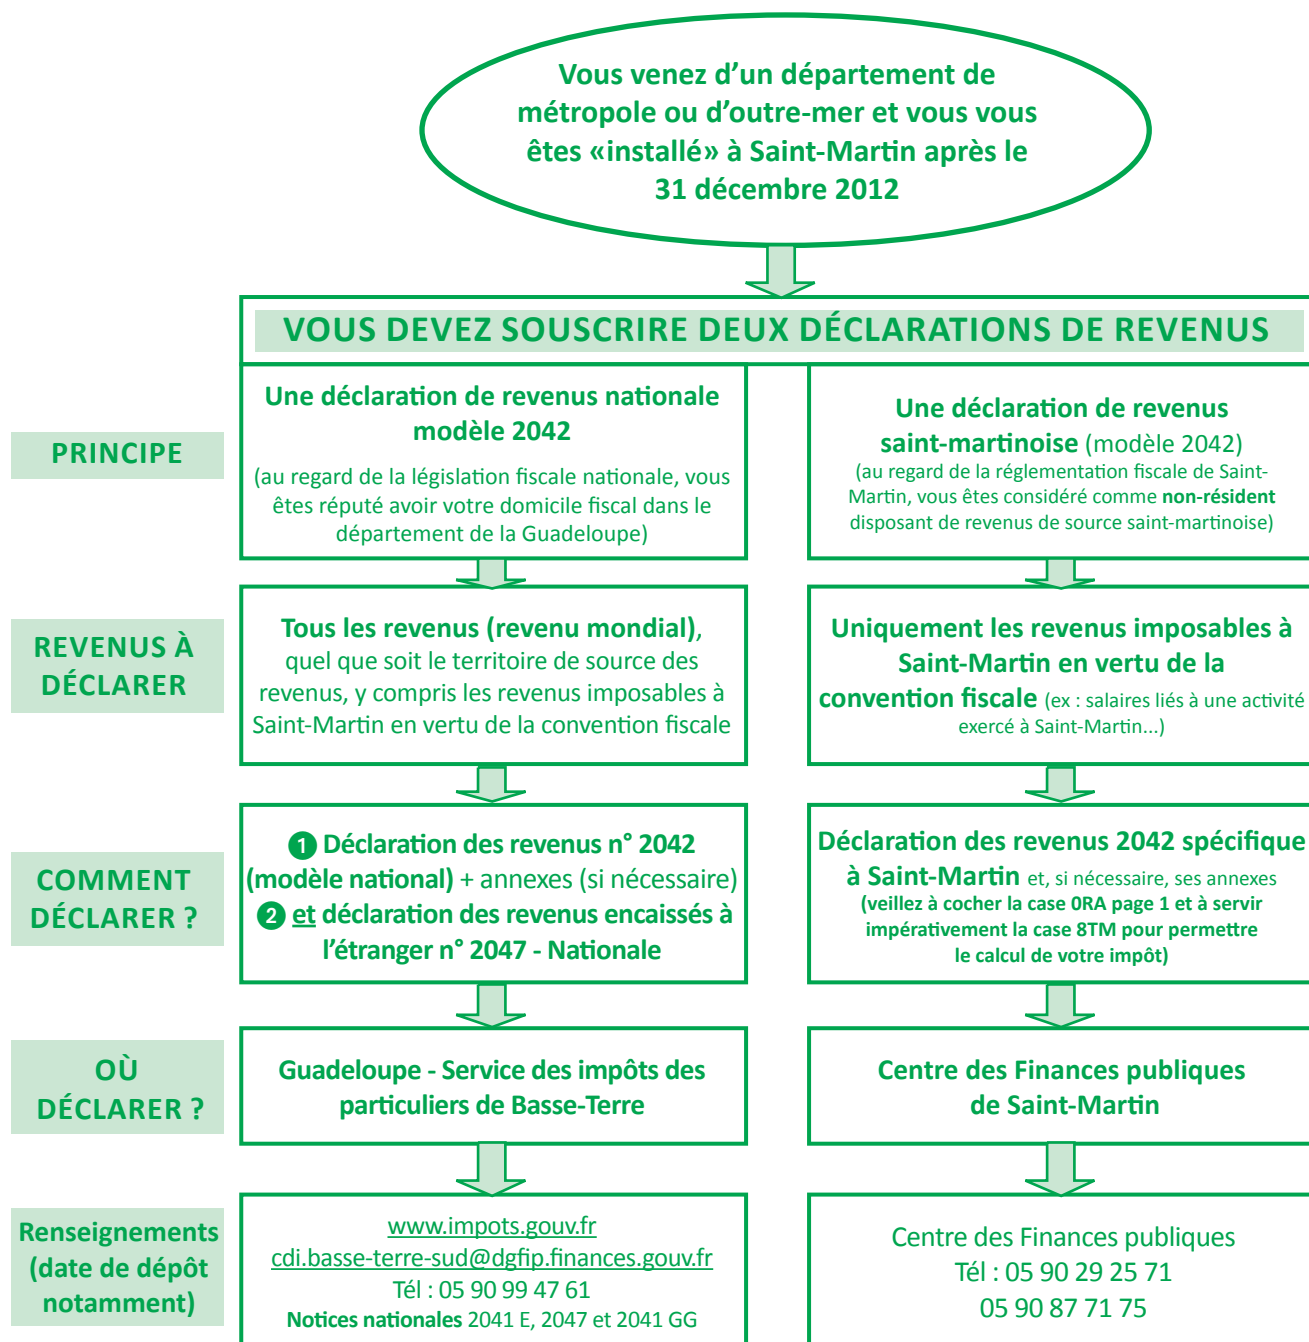 Vous venez d’un département de
métropole ou d’outre-mer et vous vous
êtes «installé» à Saint-Martin après le
31 décembre 2012
VOUS DEVEZ SOUSCRIRE DEUX DÉCLARATIONS DE REVENUS
PRINCIPE
Une déclaration de revenus nationale
modèle 2042
(au regard de la législation fiscale nationale, vous
êtes réputé avoir votre domicile fiscal dans le
département de la Guadeloupe)
Une déclaration de revenus
saint-martinoise (modèle 2042)
(au regard de la réglementation fiscale de Saint-
Martin, vous êtes considéré comme non-résident
disposant de revenus de source saint-martinoise)
REVENUS À
DÉCLARER
Tous les revenus (revenu mondial),
quel que soit le territoire de source des
revenus, y compris les revenus imposables à
Saint-Martin en vertu de la convention fiscale
Uniquement les revenus imposables à
Saint-Martin en vertu de la
convention fiscale (ex : salaires liés à une activité
exercé à Saint-Martin...)
COMMENT
DÉCLARER ?
❶ Déclaration des revenus n° 2042
(modèle national) + annexes (si nécessaire)
❷ et déclaration des revenus encaissés à
l’étranger n° 2047 - Nationale
Déclaration des revenus 2042 spécifique
à Saint-Martin et, si nécessaire, ses annexes
(veillez à cocher la case 0RA page 1 et à servir
impérativement la case 8TM pour permettre
le calcul de votre impôt)
OÙ
DÉCLARER ?
Guadeloupe - Service des impôts des
particuliers de Basse-Terre
Centre des Finances publiques
de Saint-Martin
Renseignements
(date de dépôt
notamment)
www.impots.gouv.fr
cdi.basse-terre-sud@dgfip.finances.gouv.fr
Tél : 05 90 99 47 61
Notices nationales 2041 E, 2047 et 2041 GG
Centre des Finances publiques
Tél : 05 90 29 25 71
05 90 87 71 75